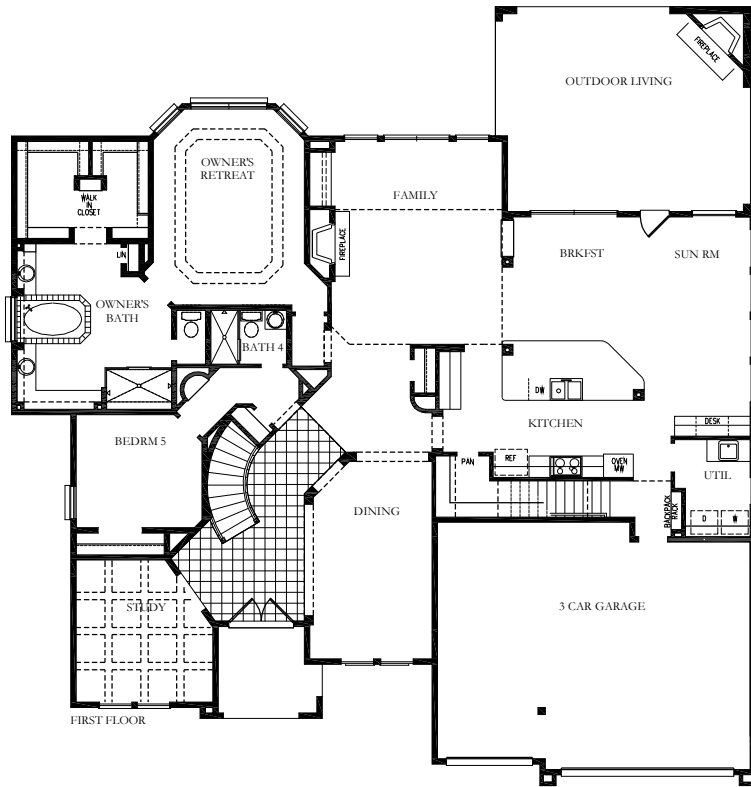 FIREPLACE
OUTDOOR LIVING
OWNER'S
RETREAT
FAMILY
WALK
IN
CLOSET
FIREPLACE
LIN
BRKFST
SUN RM
OWNER'S
BATH
BATH 4
DW
KITCHEN
DESK
BEDRM 5
PAN
REF
OVEN
MW
UTIL
DINING
BACKPACK
RACK
D
W
STUDY
3 CAR GARAGE
FIRST FLOOR